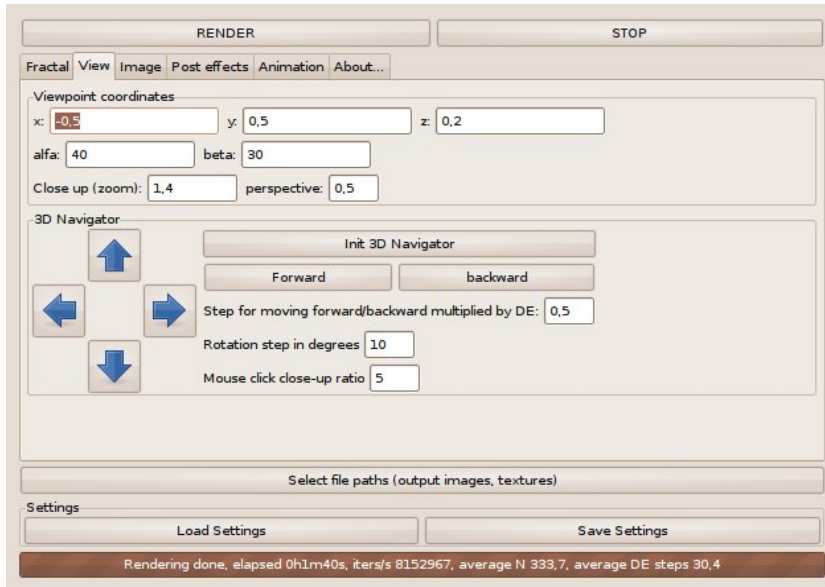 RENDER STOP
Fractal View Image Post effects Animation About...
Viewpoint coordinates
x: -0,5 y: 0,5 z: 0,2
alfa: 40 beta: 30
Close up (zoom): 1,4 perspective: 0,5
3D Navigator
Init 3D Navigator
Forward backward
Step for moving forward/backward multiplied by DE: 0,5
Rotation step in degrees 10
Mouse click close-up ratio 5
Select file paths (output images, textures)
Settings
Load Settings Save Settings
Rendering done, elapsed 0h1m40s, iters/s 8152967, average N 333,7, average DE steps 30,4